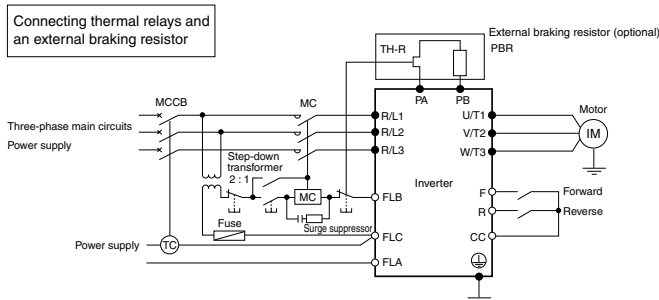 Connecting thermal relays and
an external braking resistor
External braking resistor (optional)
TH-R
PBR
PA
PB
MCCB
MC
R/L1
U/T1
Motor
Three-phase main circuits
R/L2
V/T2
IM
Power supply
R/L3
W/T3
Step-down
transformer
2 : 1
Inverter
MC
FLB
F
Forward
R
Reverse
Surge suppressor
Fuse
FLC
CC
Power supply
TC
FLA